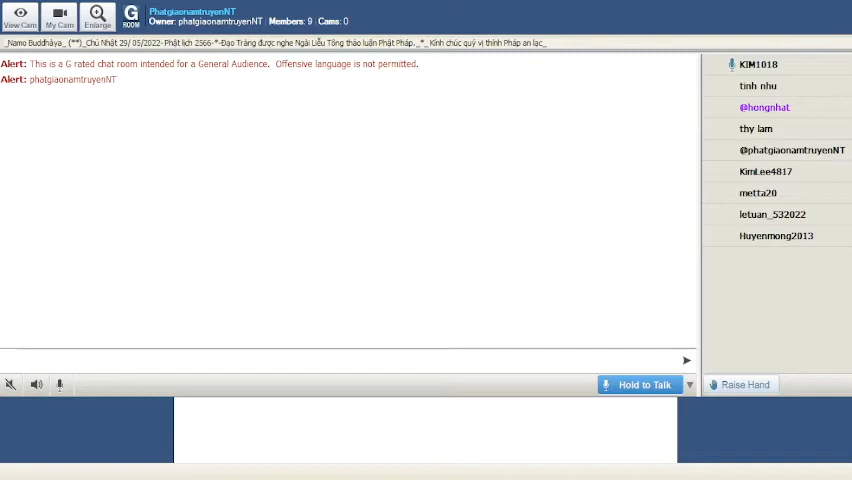 View Cam
My Cam
Enlarge
G
ROOM
PhatgiaonamtruyenNT
Owner: phatgiaonamtruyenNT | Members: 9 | Cams: 0
_Namo Buddhàya_ (**)_Chủ Nhật 29/ 05/2022- Phật lịch 2566-*-Đạo Tràng được nghe Ngài Liễu Tông thảo luận Phật Pháp._*_ Kính chúc quý vị thính Pháp an lạc_
Alert: This is a G rated chat room intended for a General Audience. Offensive language is not permitted.
Alert: phatgiaonamtruyenNT
KIM1018
tinh nhu
@hongnhat
thy lam
@phatgiaonamtruyenNT
KimLee4817
metta20
letuan_532022
Huyenmong2013
Hold to Talk
Raise Hand